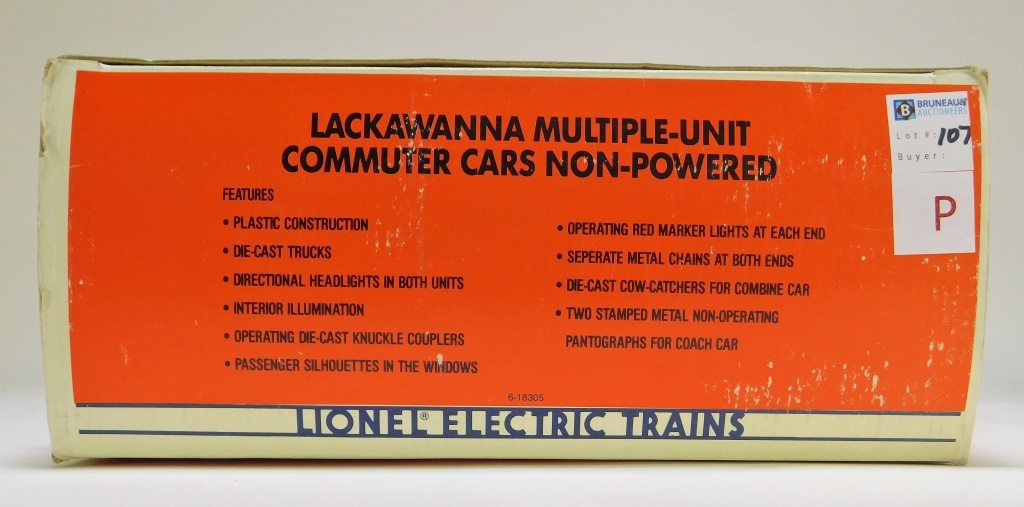 LACKAWANNA MULTIPLE-UNIT
COMMUTER CARS NON-POWERED
FEATURES
• PLASTIC CONSTRUCTION
• DIE-CAST TRUCKS
• DIRECTIONAL HEADLIGHTS IN BOTH UNITS
• INTERIOR ILLUMINATION
• OPERATING DIE-CAST KNUCKLE COUPLERS
• PASSENGER SILHOUETTES IN THE WINDOWS
• OPERATING RED MARKER LIGHTS AT EACH END
• SEPERATE METAL CHAINS AT BOTH ENDS
• DIE-CAST COW-CATCHERS FOR COMBINE CAR
• TWO STAMPED METAL NON-OPERATING
PANTOGRAPHS FOR COACH CAR
6-18305
LIONEL® ELECTRIC TRAINS
B BRUNEAU&
AUCTIONEERS
Lot #: 107
Buyer:
P